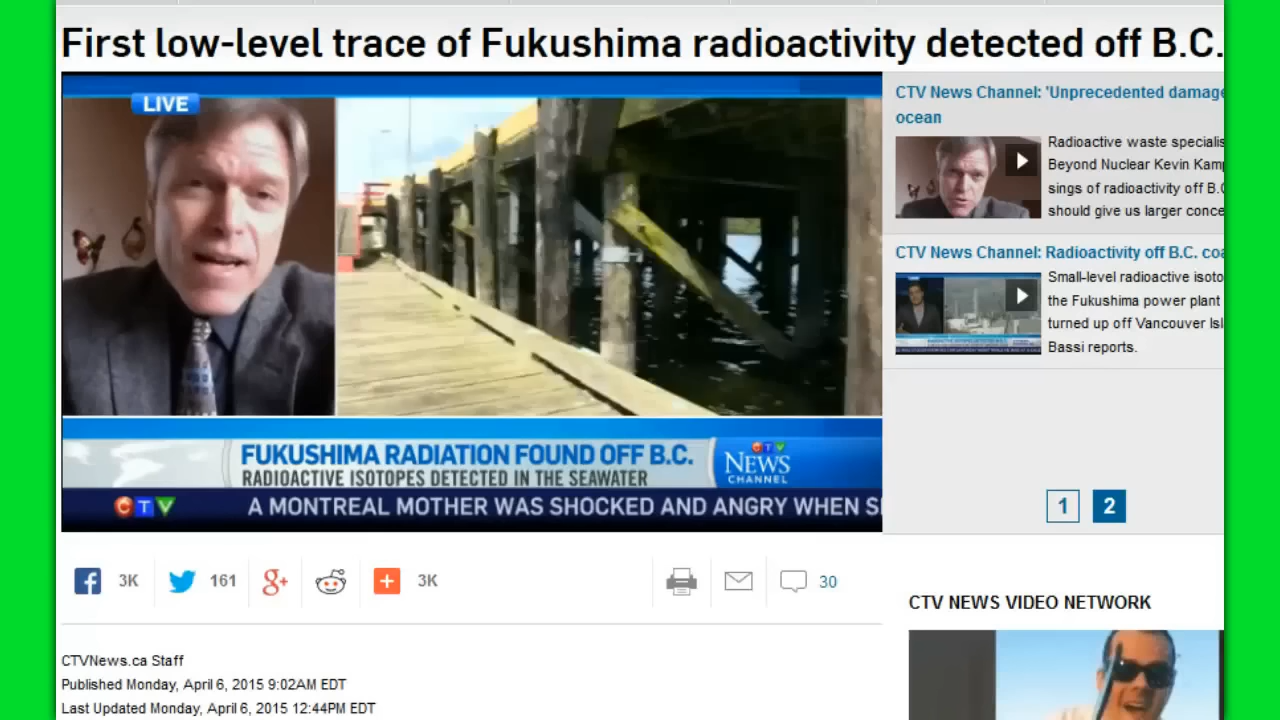 First low-level trace of Fukushima radioactivity detected off B.C.
LIVE
FUKUSHIMA RADIATION FOUND OFF B.C.
RADIOACTIVE ISOTOPES DETECTED IN THE SEAWATER
CTV
NEWS
CHANNEL
CTV
A MONTREAL MOTHER WAS SHOCKED AND ANGRY WHEN
CTV News Channel: 'Unprecedented damage
ocean
Radioactive waste specialis
Beyond Nuclear Kevin Kam
sings of radioactivity off B.C
should give us larger conce
CTV News Channel: Radioactivity off B.C. coa
Small-level radioactive isoto
the Fukushima power plant
turned up off Vancouver Isl
Bassi reports.
1 2
3K 161 g+ 3K 30
CTVNews.ca Staff
Published Monday, April 6, 2015 9:02AM EDT
Last Updated Monday, April 6, 2015 12:44PM EDT
CTV NEWS VIDEO NETWORK